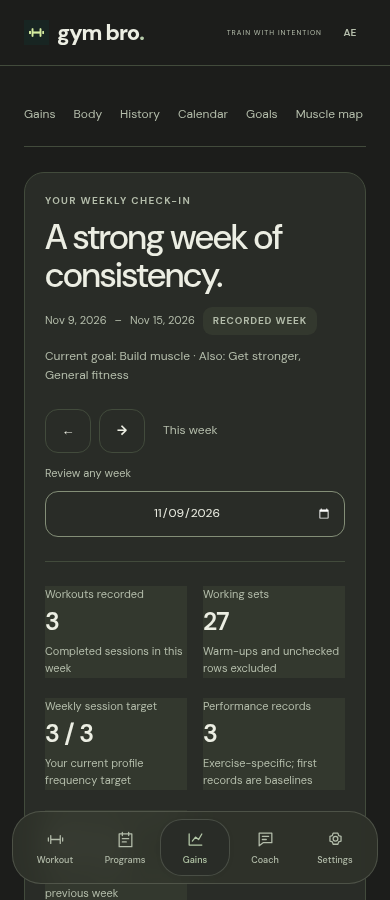 gym bro.
TRAIN WITH INTENTION
AE
Gains Body History Calendar Goals Muscle map
YOUR WEEKLY CHECK-IN
A strong week of
consistency.
Nov 9, 2026 – Nov 15, 2026 RECORDED WEEK
Current goal: Build muscle · Also: Get stronger,
General fitness
← → This week
Review any week
11/09/2026
Workouts recorded
3
Completed sessions in this
week
Working sets
27
Warm-ups and unchecked
rows excluded
Weekly session target
3 / 3
Your current profile
frequency target
Performance records
3
Exercise-specific; first
records are baselines
previous week
Workout Programs Gains Coach Settings